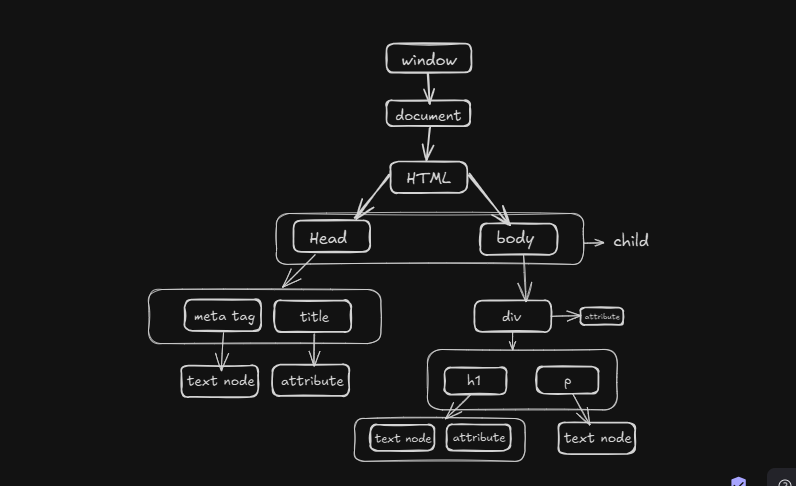 window
document
HTML
Head
body
child
meta tag
title
div
attribute
text node
attribute
h1
p
text node
attribute
text node